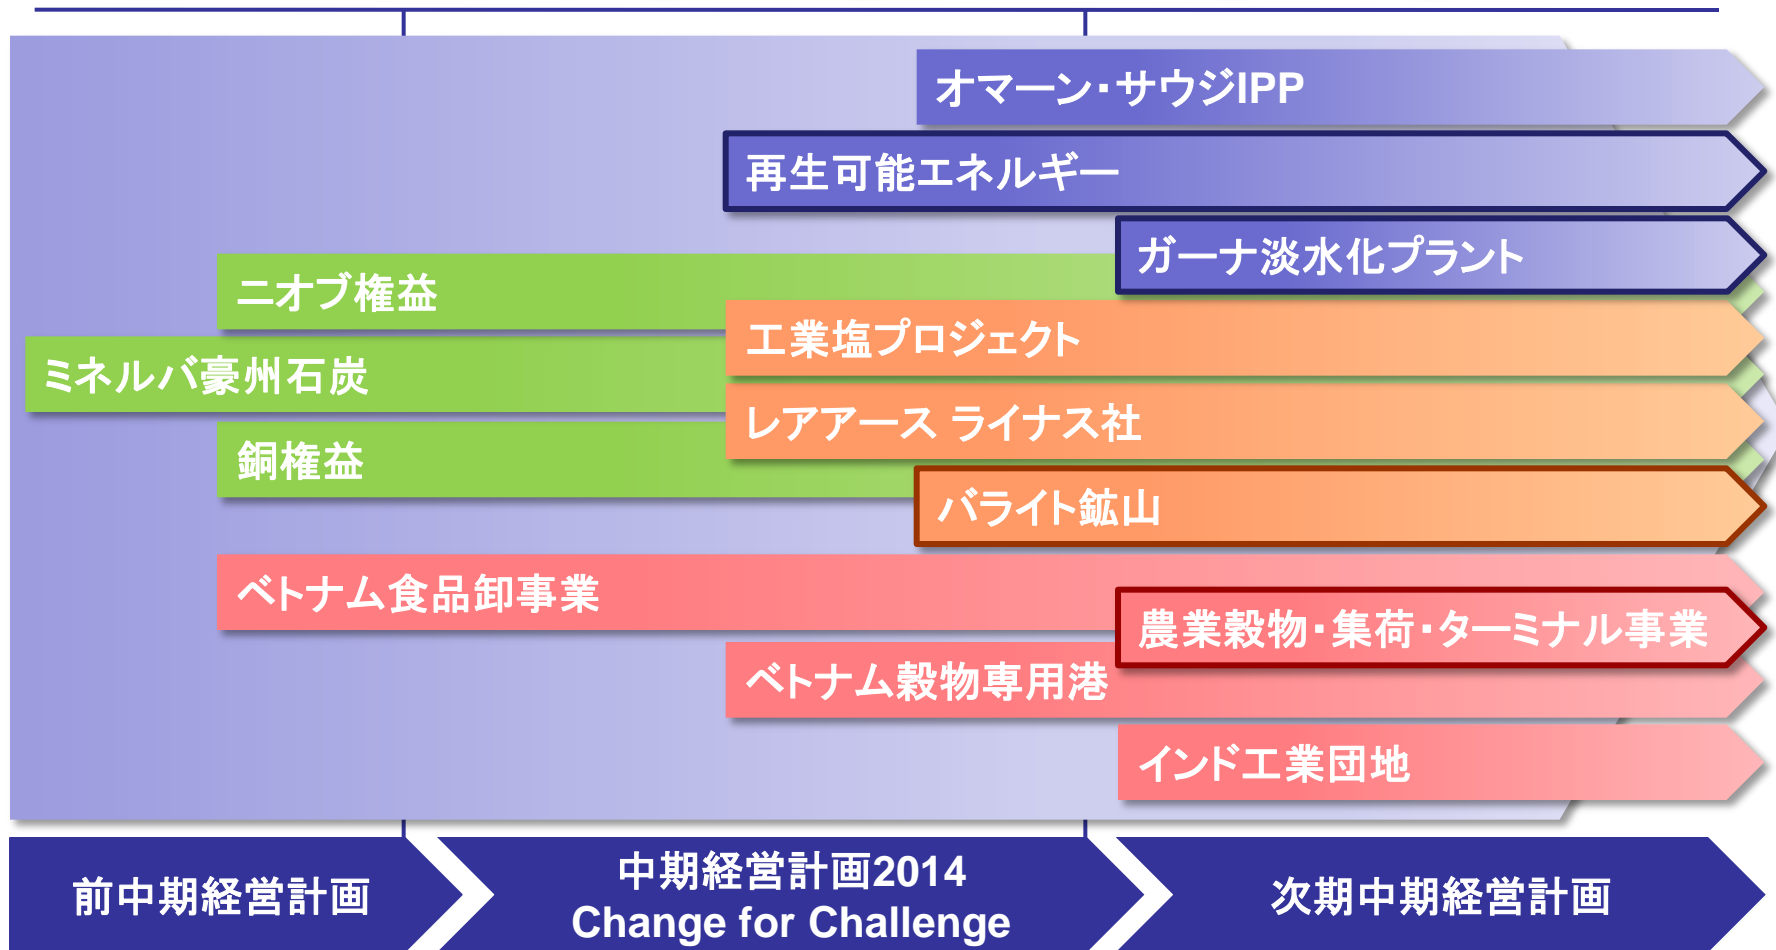 オマーン・サウジIPP
再生可能エネルギー
ガーナ淡水化プラント
ニオブ権益
工業塩プロジェクト
ミネルバ豪州石炭
レアアース ライナス社
銅権益
バライト鉱山
ベトナム食品卸事業
農業穀物・集荷・ターミナル事業
ベトナム穀物専用港
インド工業団地
前中期経営計画
中期経営計画2014
Change for Challenge
次期中期経営計画